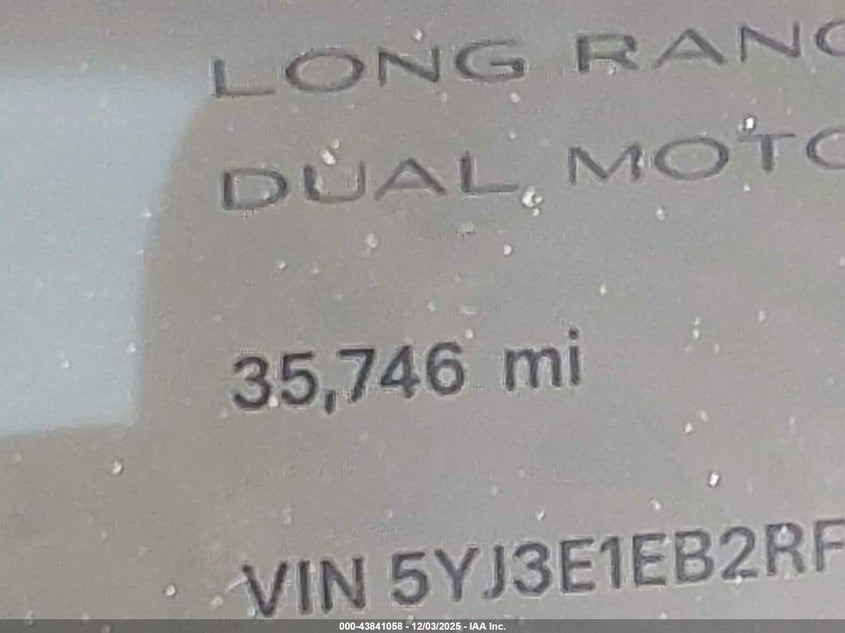 LONG RANG
DUAL MOTO
35,746 mi
VIN 5YJ3E1EB2RF
000-43841058 - 12/03/2025 - IAA Inc.